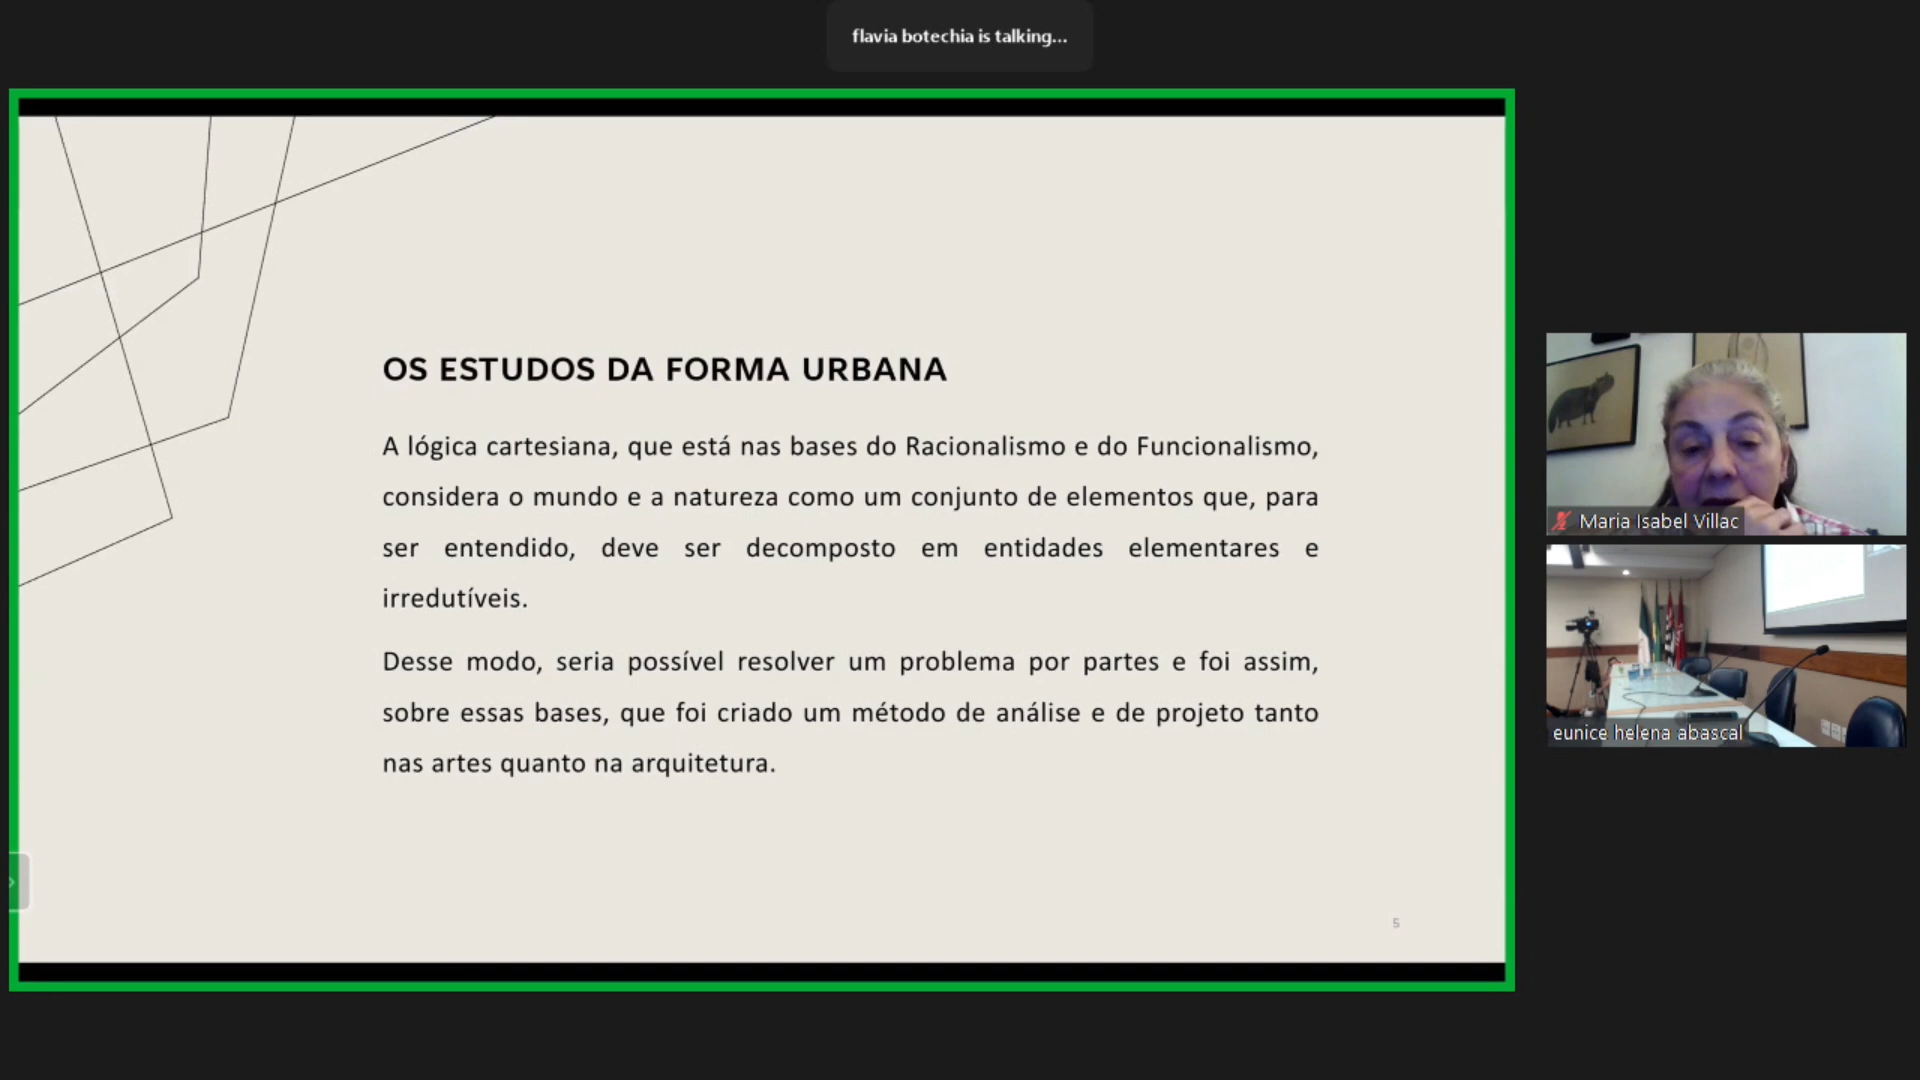 flavia botechia is talking...
OS ESTUDOS DA FORMA URBANA
A lógica cartesiana, que está nas bases do Racionalismo e do Funcionalismo,
considera o mundo e a natureza como um conjunto de elementos que, para
ser entendido, deve ser decomposto em entidades elementares e
irredutíveis.
Desse modo, seria possível resolver um problema por partes e foi assim,
sobre essas bases, que foi criado um método de análise e de projeto tanto
nas artes quanto na arquitetura.
5
Maria Isabel Villac
eunice helena abascal